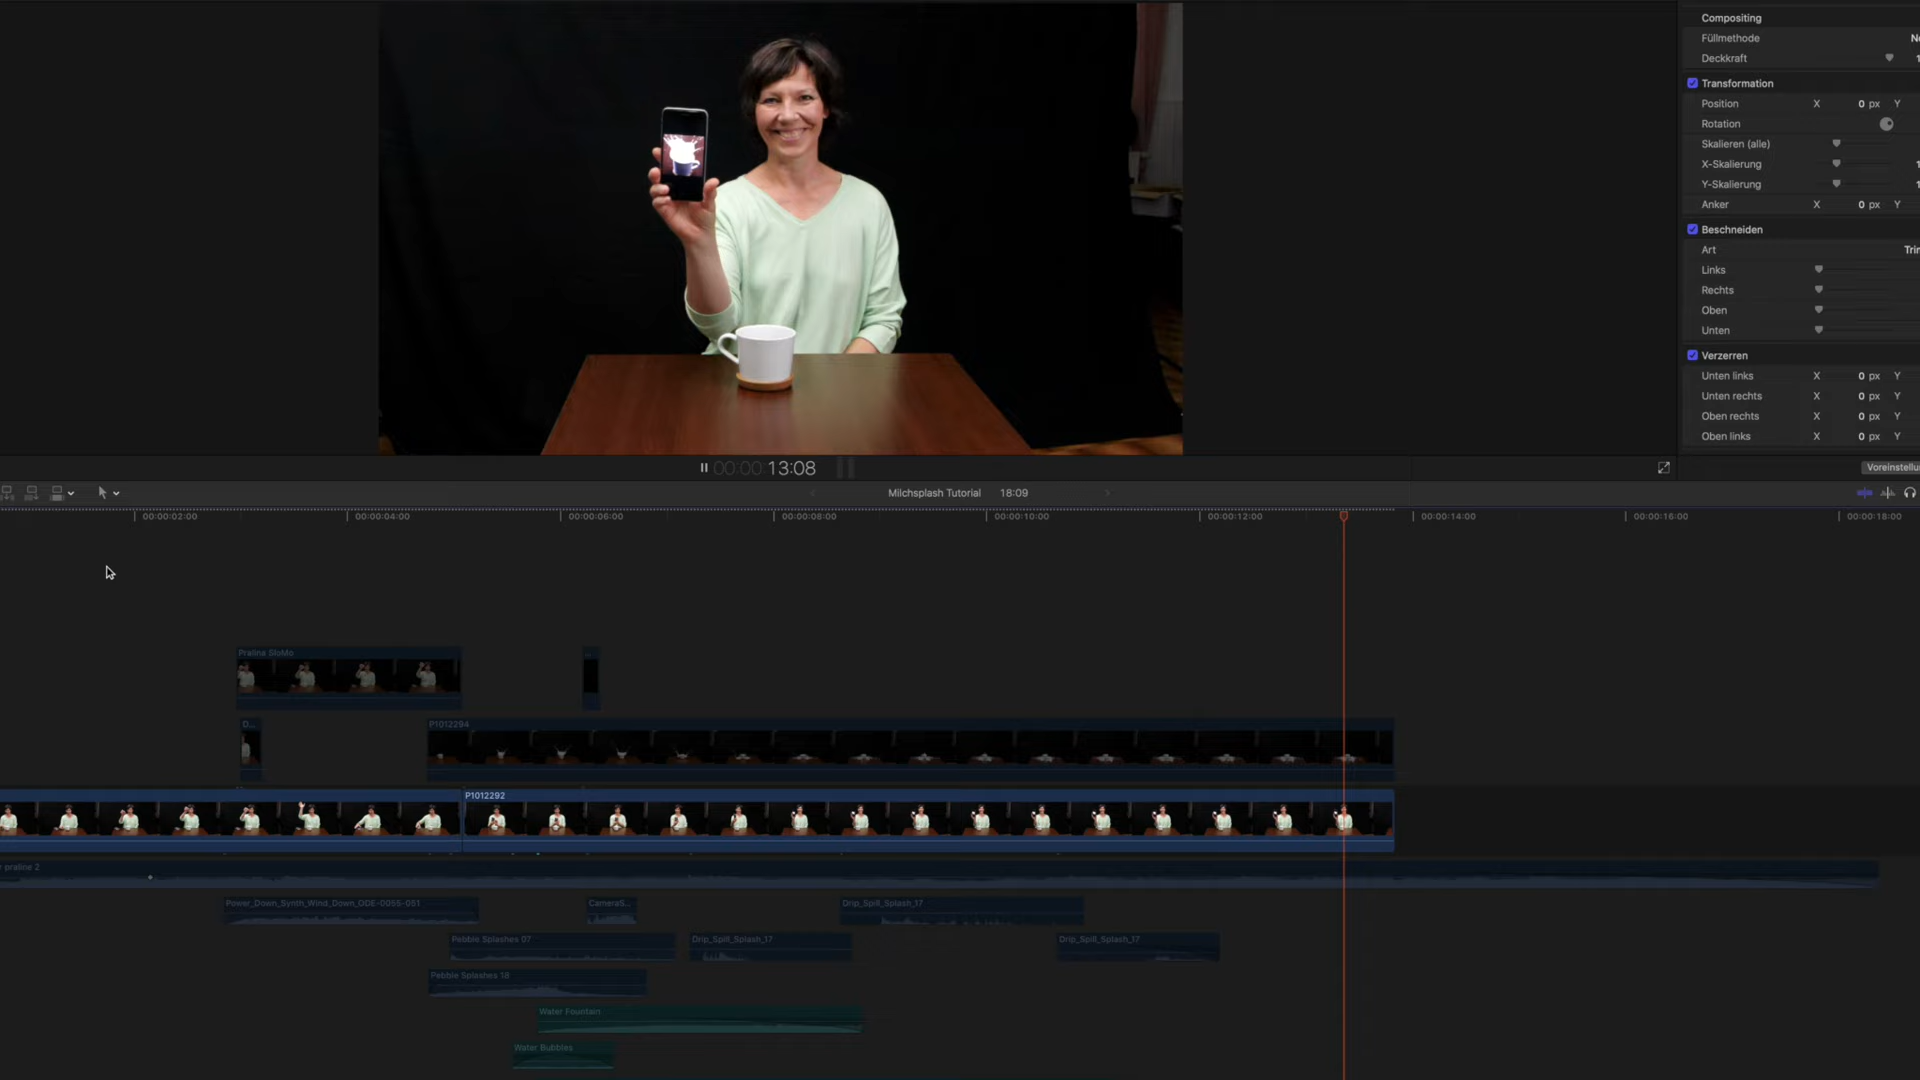 Compositing
Füllmethode
Deckkraft
Transformation
Position X 0 px Y
Rotation
Skalieren (alle)
X-Skalierung
Y-Skalierung
Anker X 0 px Y
Beschneiden
Art
Links
Rechts
Oben
Unten
Verzerren
Unten links X 0 px Y
Unten rechts X 0 px Y
Oben rechts X 0 px Y
Oben links X 0 px Y
00:00:13:08
Milchsplash Tutorial 18:09
00:00:02:00 00:00:04:00 00:00:06:00 00:00:08:00 00:00:10:00 00:00:12:00 00:00:14:00 00:00:16:00 00:00:18:00
Pralina SloMo
D...
P1012294
P1012292
praline 2
Power_Down_Synth_Wind_Down_ODE-0055-051
CameraS...
Drip_Spill_Splash_17
Pebble Splashes 07
Drip_Spill_Splash_17
Drip_Spill_Splash_17
Pebble Splashes 18
Water Fountain
Water Bubbles